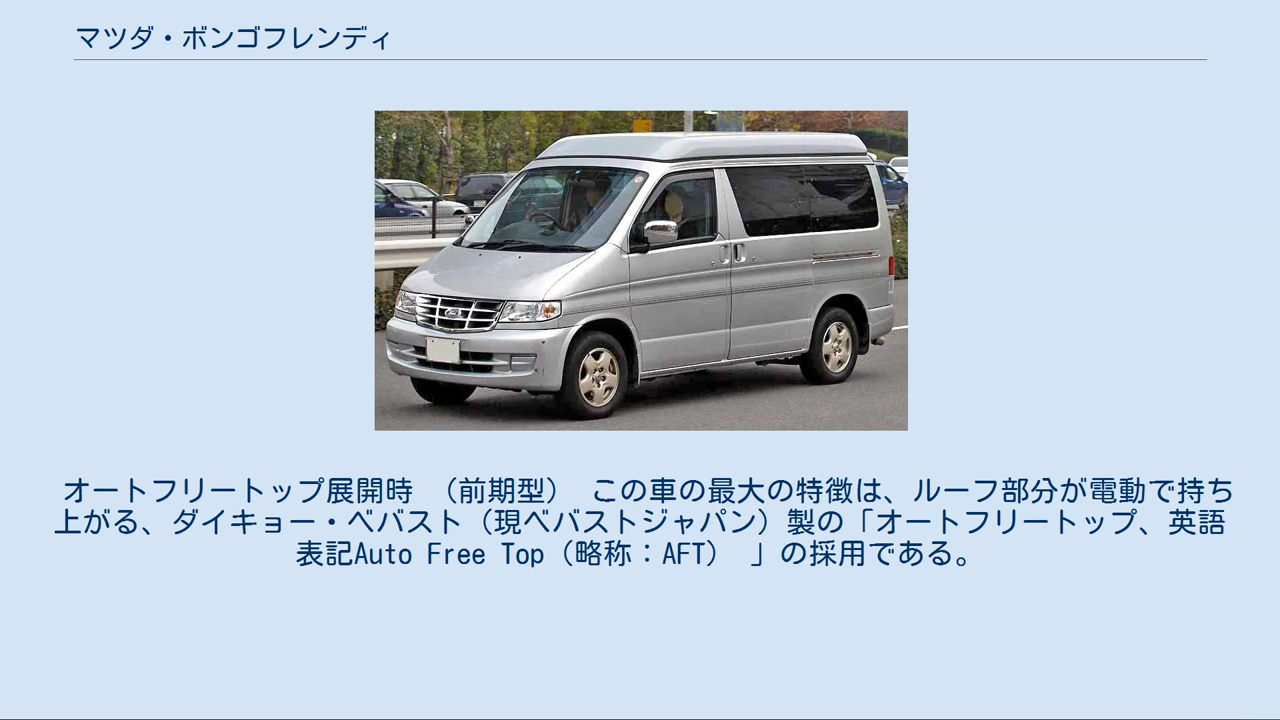 マツダ・ボンゴフレンディ
オートフリートップ展開時 （前期型） この車の最大の特徴は、ルーフ部分が電動で持ち
上がる、ダイキョー・ベバスト（現ベバストジャパン）製の「オートフリートップ、英語
表記Auto Free Top（略称：AFT） 」の採用である。